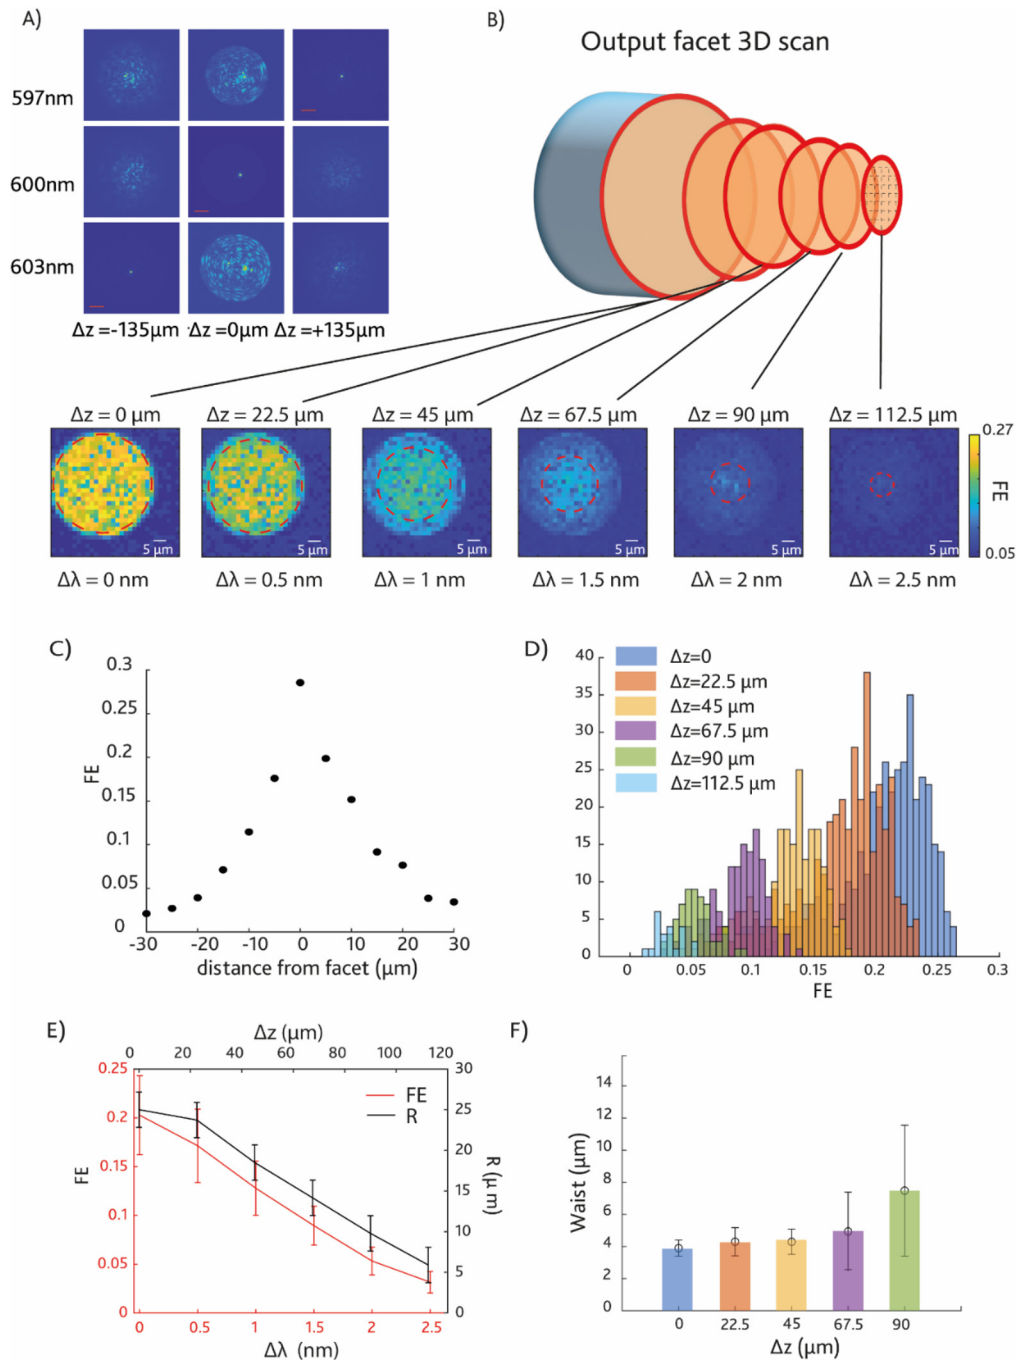 A)
597nm
600nm
603nm
Δz =-135μm Δz =0μm Δz =+135μm
B)
Output facet 3D scan
Δz = 0 μm Δz = 22.5 μm Δz = 45 μm Δz = 67.5 μm Δz = 90 μm Δz = 112.5 μm
5 μm 5 μm 5 μm 5 μm 5 μm 5 μm
0.27
FE
0.05
Δλ = 0 nm Δλ = 0.5 nm Δλ = 1 nm Δλ = 1.5 nm Δλ = 2 nm Δλ = 2.5 nm
C)
0.3
0.25
0.2
0.15
0.1
0.05
0
FE
-30 -20 -10 0 10 20 30
distance from facet (μm)
D)
Δz=0
Δz=22.5 μm
Δz=45 μm
Δz=67.5 μm
Δz=90 μm
Δz=112.5 μm
40
35
30
25
20
15
10
5
0
0 0.05 0.1 0.15 0.2 0.25 0.3
FE
E)
Δz (μm)
0 20 40 60 80 100 120
0.25
0.2
0.15
0.1
0.05
0
FE
FE
R
30
25
20
15
10
5
0
R (μ m)
0 0.5 1 1.5 2 2.5
Δλ (nm)
F)
14
12
10
8
6
4
2
0
Waist (μm)
0 22.5 45 67.5 90
Δz (μm)